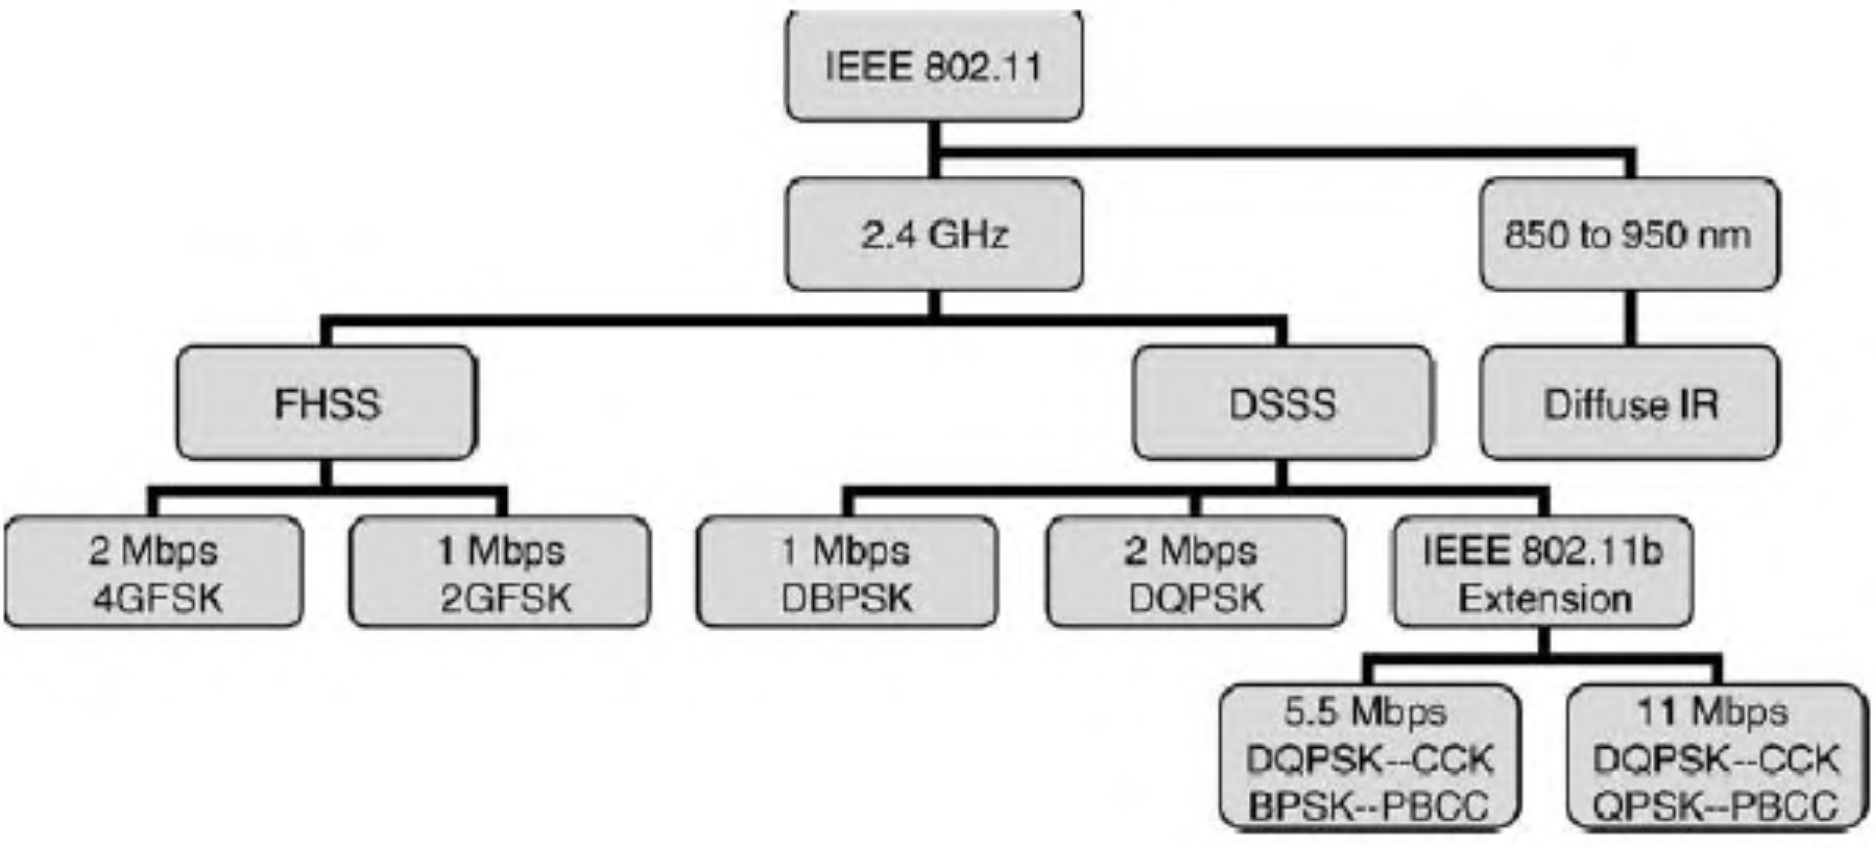 IEEE 802.11
2.4 GHz
850 to 950 nm
FHSS
DSSS
Diffuse IR
2 Mbps
4GFSK
1 Mbps
2GFSK
1 Mbps
DBPSK
2 Mbps
DQPSK
IEEE 802.11b
Extension
5.5 Mbps
DQPSK--CCK
BPSK--PBCC
11 Mbps
DQPSK--CCK
QPSK--PBCC